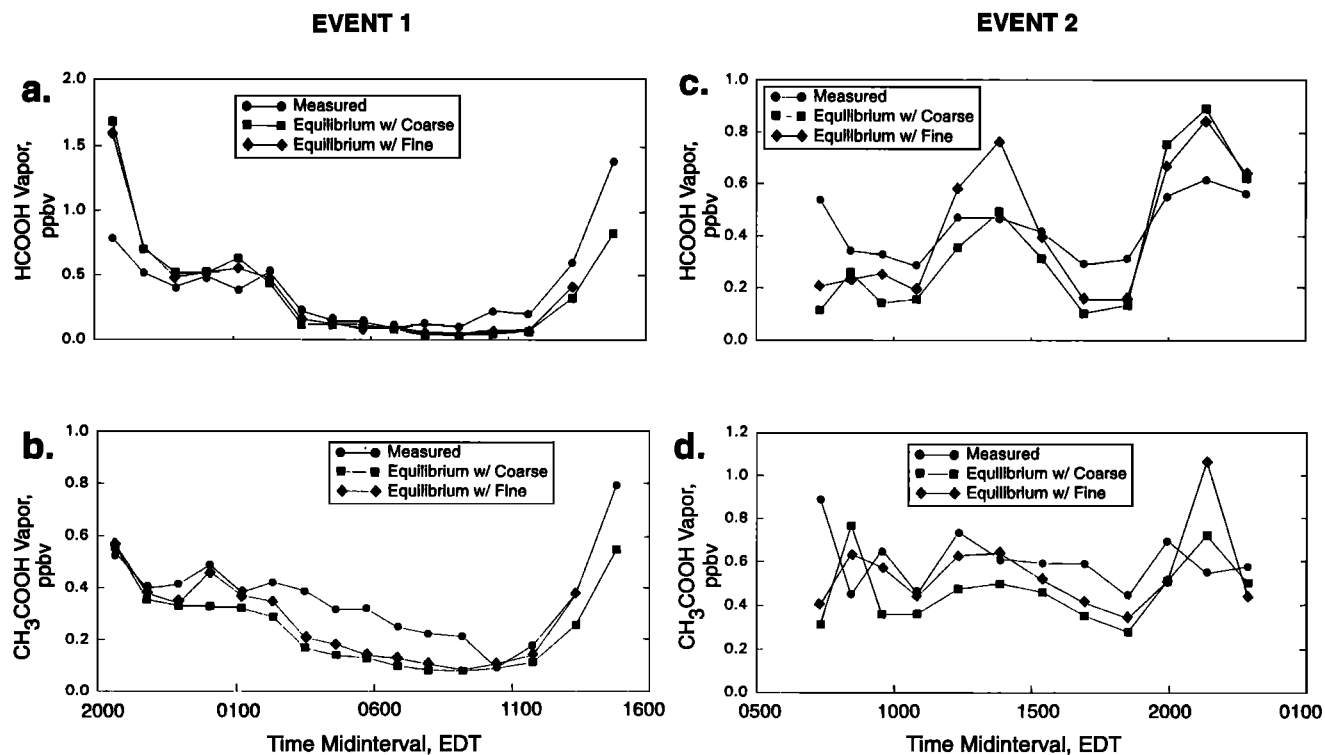 EVENT 1
EVENT 2
a.
2.0
1.5
1.0
0.5
0.0
HCOOH Vapor,
ppbv
Measured
Equilibrium w/ Coarse
Equilibrium w/ Fine
c.
1.0
0.8
0.6
0.4
0.2
0.0
HCOOH Vapor,
ppbv
Measured
Equilibrium w/ Coarse
Equilibrium w/ Fine
b.
1.0
0.8
0.6
0.4
0.2
0.0
CH3COOH Vapor,
ppbv
Measured
Equilibrium w/ Coarse
Equilibrium w/ Fine
2000 0100 0600 1100 1600
Time Midinterval, EDT
d.
1.2
1.0
0.8
0.6
0.4
0.2
0.0
CH3COOH Vapor,
ppbv
Measured
Equilibrium w/ Coarse
Equilibrium w/ Fine
0500 1000 1500 2000 0100
Time Midinterval, EDT